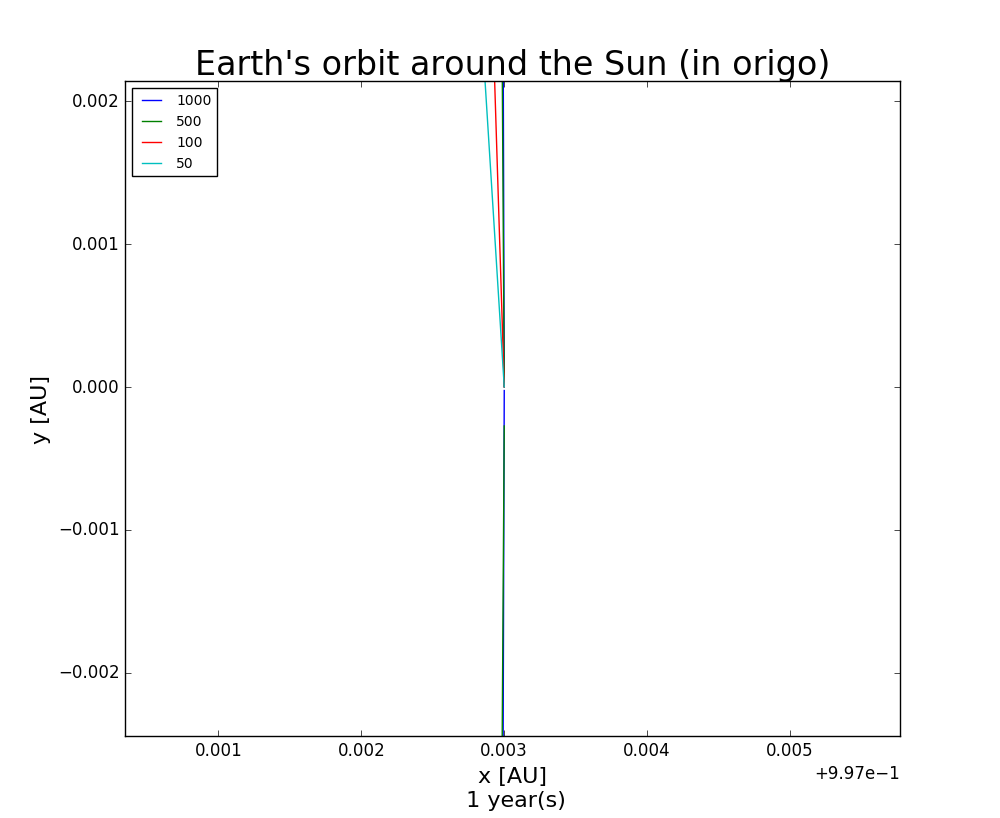 Earth's orbit around the Sun (in origo)
1000
500
100
50
0.002
0.001
0.000
−0.001
−0.002
y [AU]
0.001 0.002 0.003 0.004 0.005
+9.97e−1
x [AU]
1 year(s)